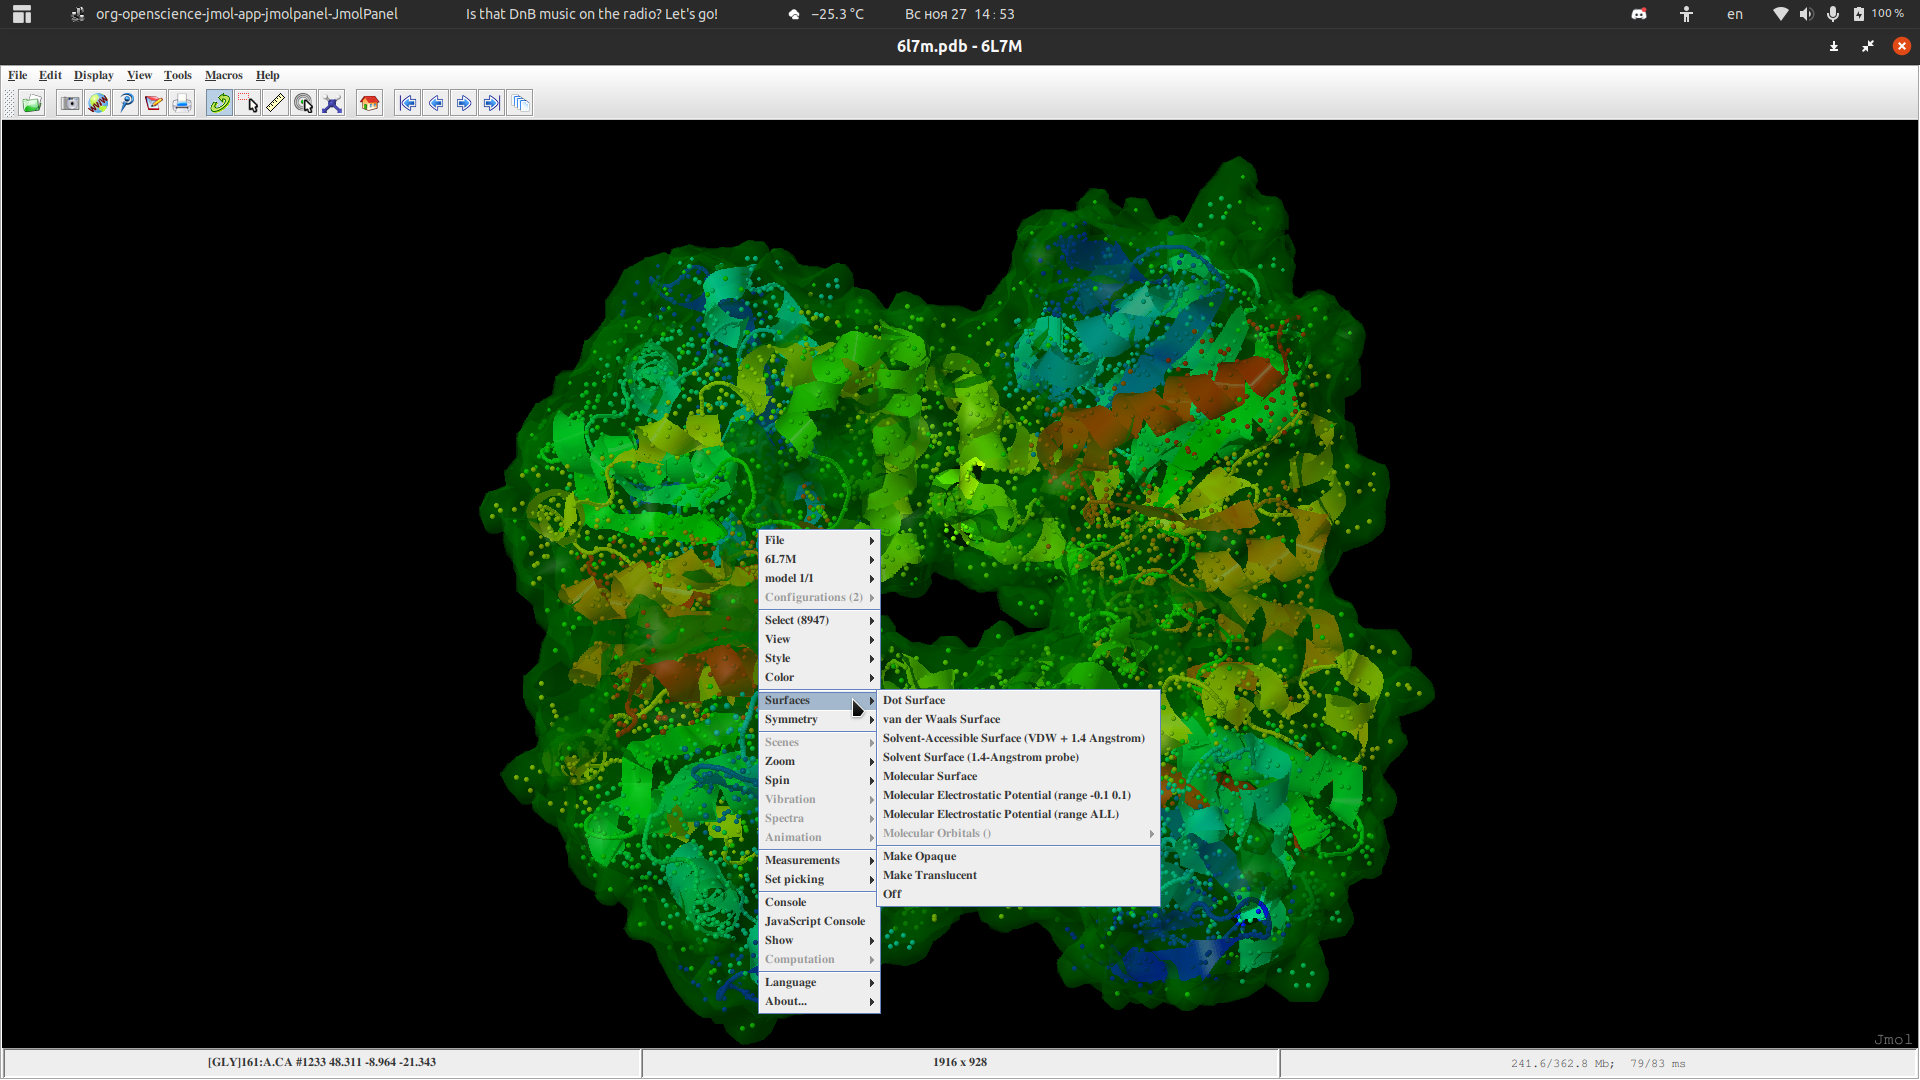 org-openscience-jmol-app-jmolpanel-JmolPanel
Is that DnB music on the radio? Let's go!
−25.3 °C
Вс ноя 27 14 : 53
en
100 %
6l7m.pdb - 6L7M
File Edit Display View Tools Macros Help
File
6L7M
model 1/1
Configurations (2)
Select (8947)
View
Style
Color
Surfaces
Symmetry
Scenes
Zoom
Spin
Vibration
Spectra
Animation
Measurements
Set picking
Console
JavaScript Console
Show
Computation
Language
About...
Dot Surface
van der Waals Surface
Solvent-Accessible Surface (VDW + 1.4 Angstrom)
Solvent Surface (1.4-Angstrom probe)
Molecular Surface
Molecular Electrostatic Potential (range -0.1 0.1)
Molecular Electrostatic Potential (range ALL)
Molecular Orbitals ()
Make Opaque
Make Translucent
Off
Jmol
[GLY]161:A.CA #1233 48.311 -8.964 -21.343
1916 x 928
241.6/362.8 Mb; 79/83 ms